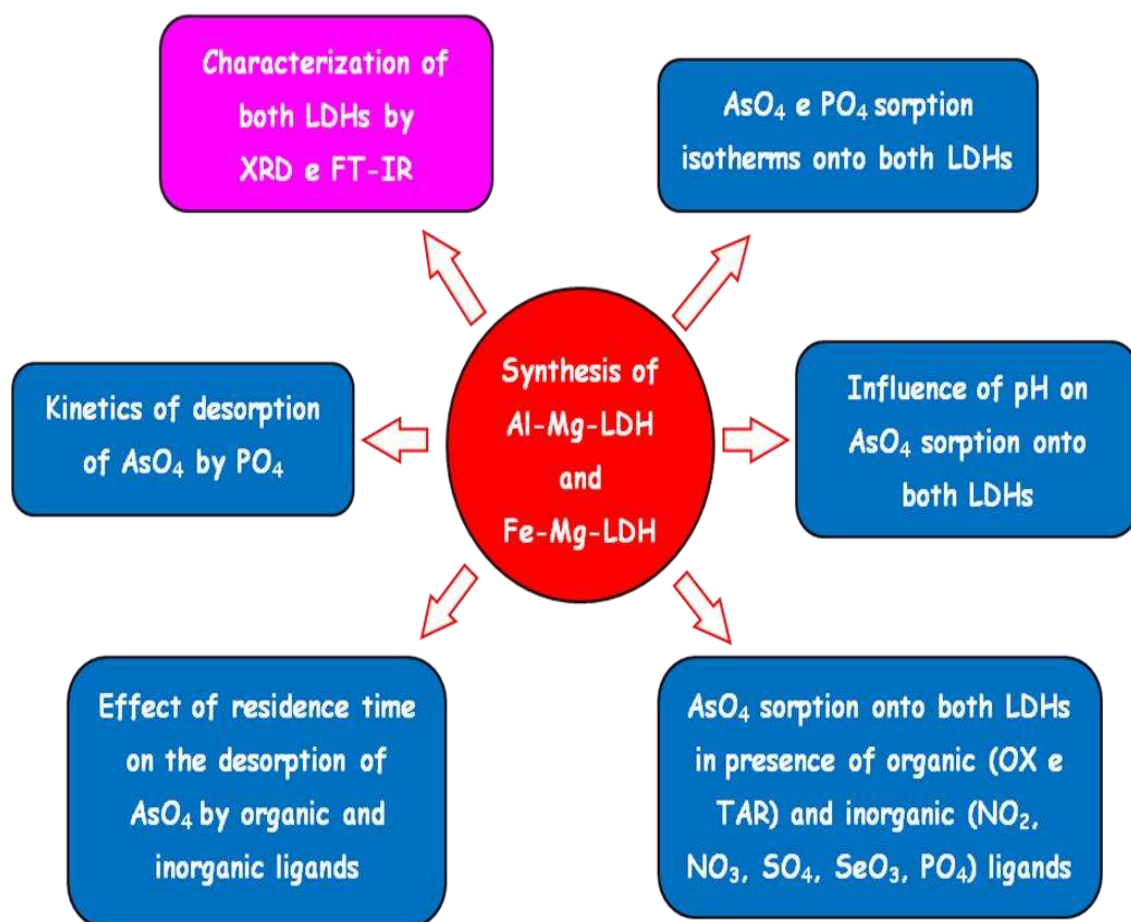 Characterization of
both LDHs by
XRD e FT-IR
AsO₄ e PO₄ sorption
isotherms onto both LDHs
Synthesis of
Al-Mg-LDH
and
Fe-Mg-LDH
Kinetics of desorption
of AsO₄ by PO₄
Influence of pH on
AsO₄ sorption onto
both LDHs
Effect of residence time
on the desorption of
AsO₄ by organic and
inorganic ligands
AsO₄ sorption onto both LDHs
in presence of organic (OX e
TAR) and inorganic (NO₂,
NO₃, SO₄, SeO₃, PO₄) ligands